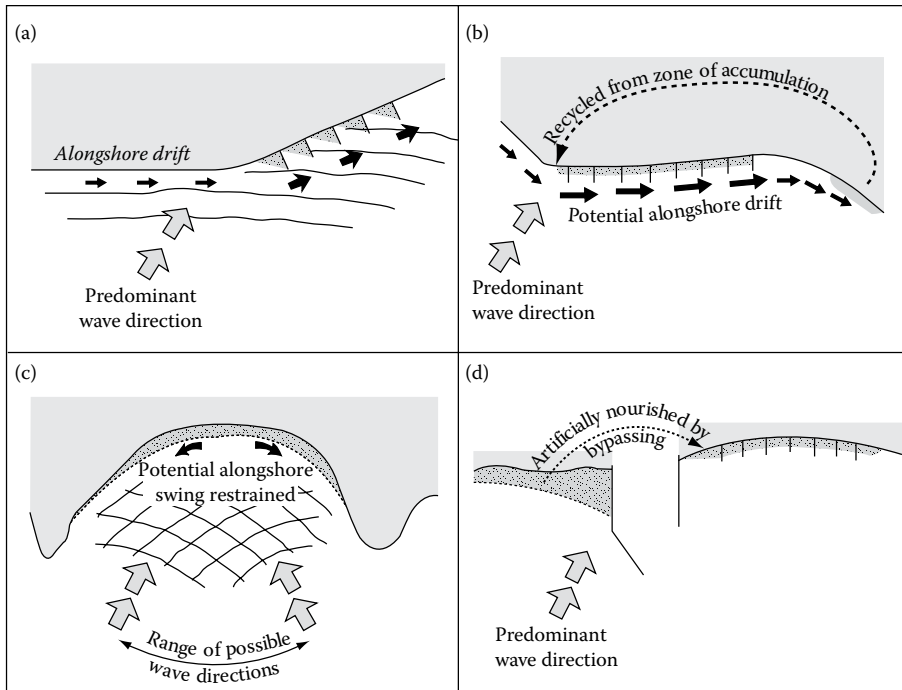 (a)
Alongshore drift
Predominant
wave direction
(b)
Recycled from zone of accumulation
Potential alongshore drift
Predominant
wave direction
(c)
Potential alongshore
swing restrained
Range of possible
wave directions
(d)
Artificially nourished by
bypassing
Predominant
wave direction